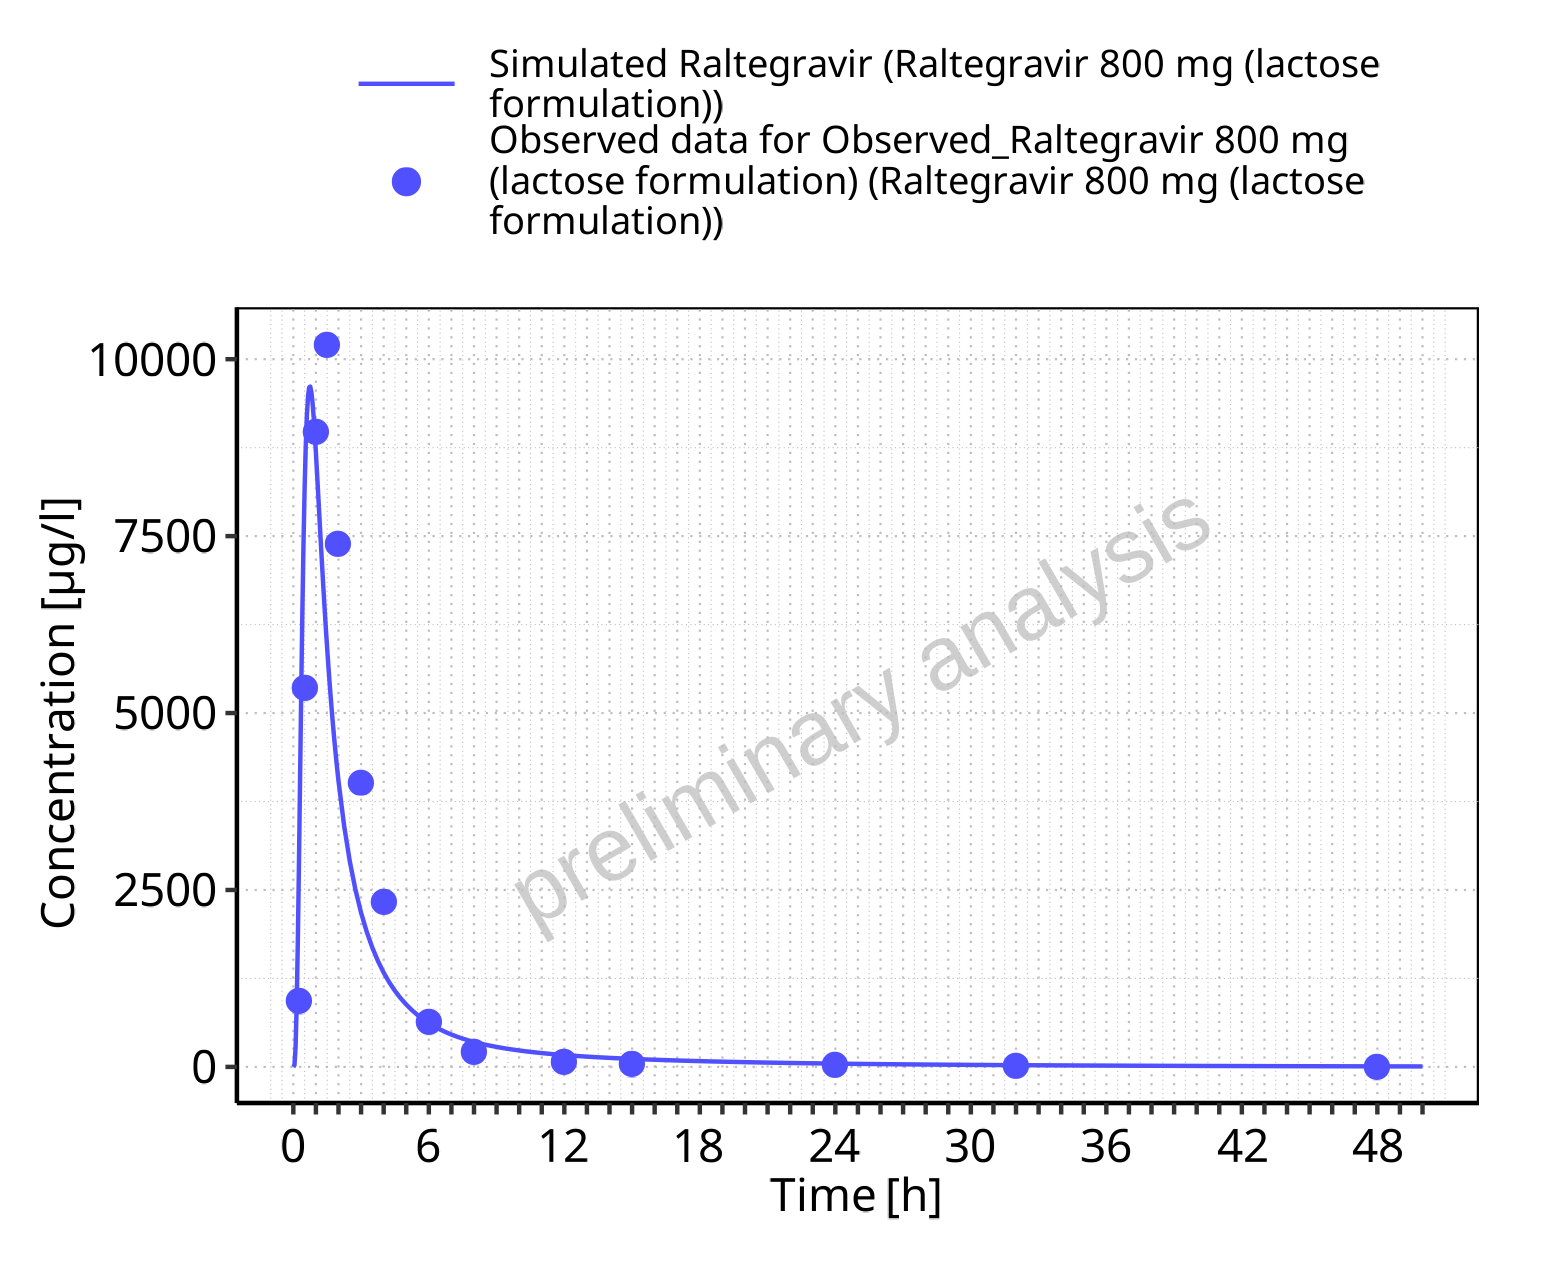 Simulated Raltegravir (Raltegravir 800 mg (lactose
formulation))
Observed data for Observed_Raltegravir 800 mg
(lactose formulation) (Raltegravir 800 mg (lactose
formulation))
10000
7500
5000
2500
0
Concentration [µg/l]
preliminary analysis
0 6 12 18 24 30 36 42 48
Time [h]